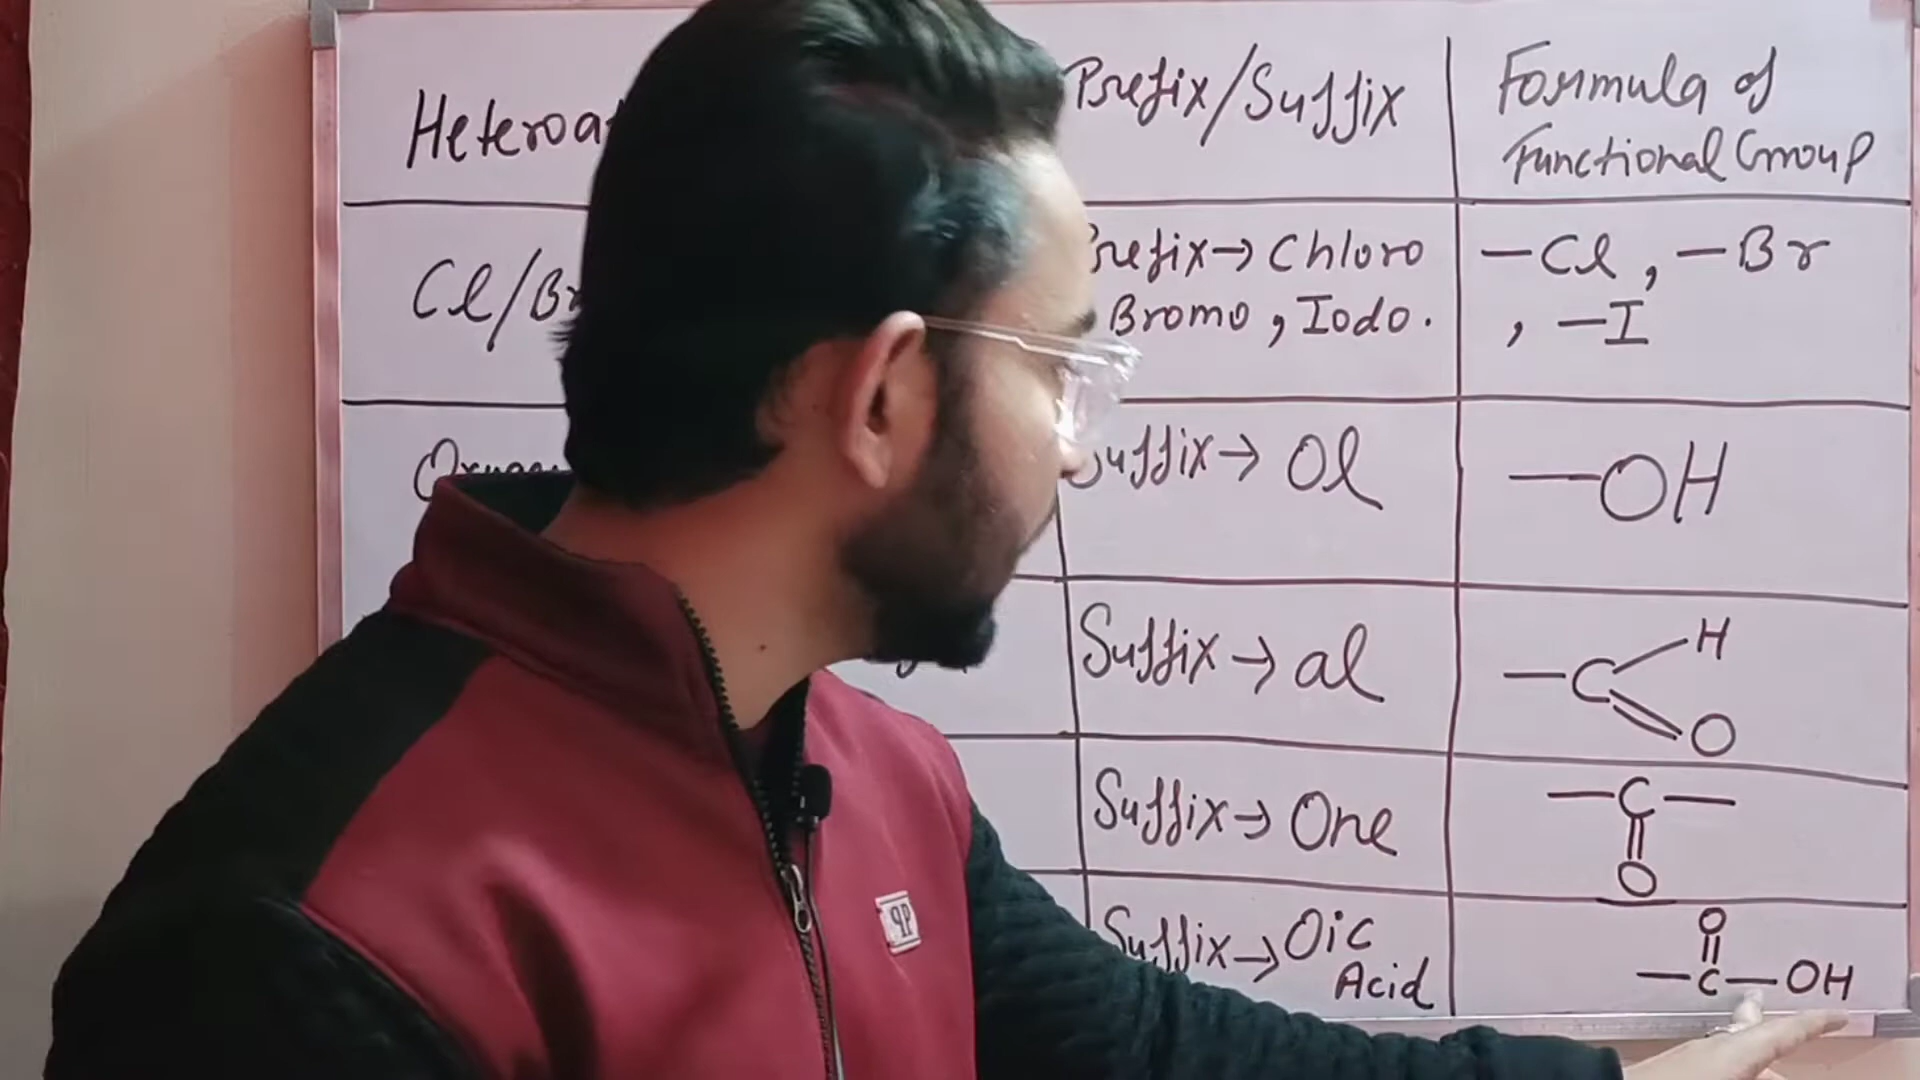 Prefix/Suffix
Formula of
Functional Group
Cl/Br
Prefix→ Chloro
Bromo, Iodo.
—Cl, —Br
, —I
Suffix→ Ol
—OH
Suffix→ al
—C
H
O
Suffix→ One
—C—
O
Suffix→ Oic
Acid
O
—C—OH